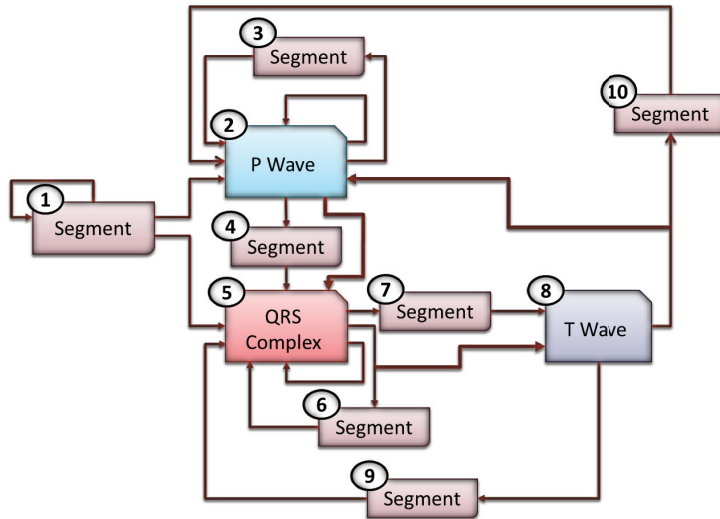 3
Segment
10
Segment
2
P Wave
1
Segment
4
Segment
5
QRS
Complex
7
Segment
8
T Wave
6
Segment
9
Segment